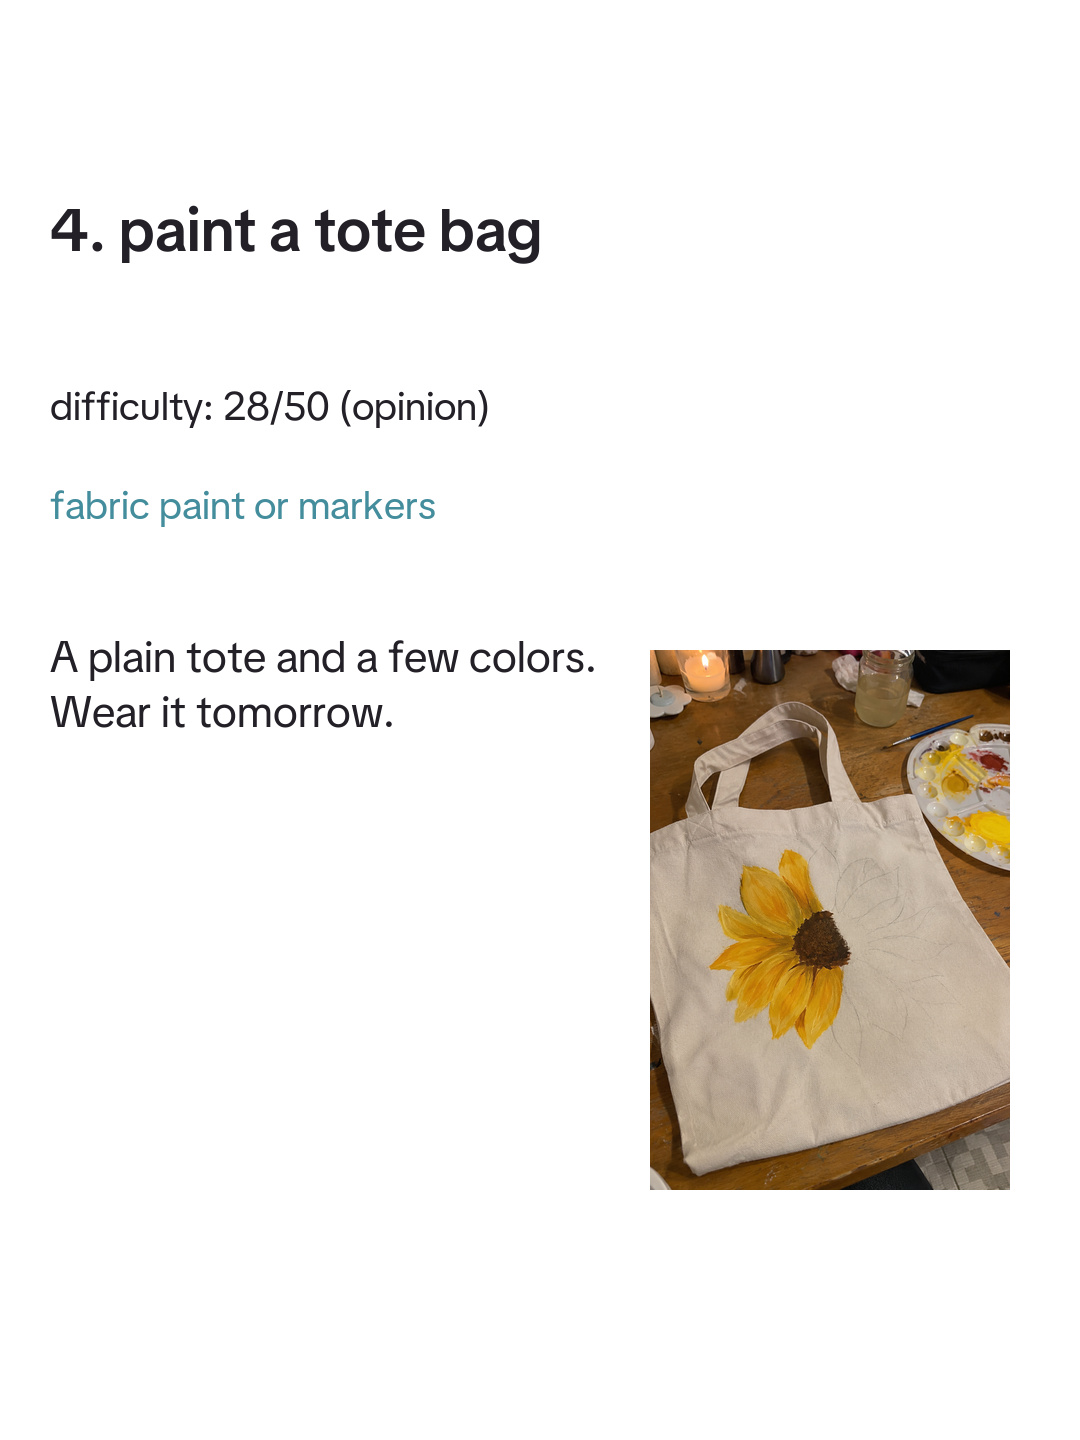 4. paint a tote bag
difficulty: 28/50 (opinion)
fabric paint or markers
A plain tote and a few colors.
Wear it tomorrow.